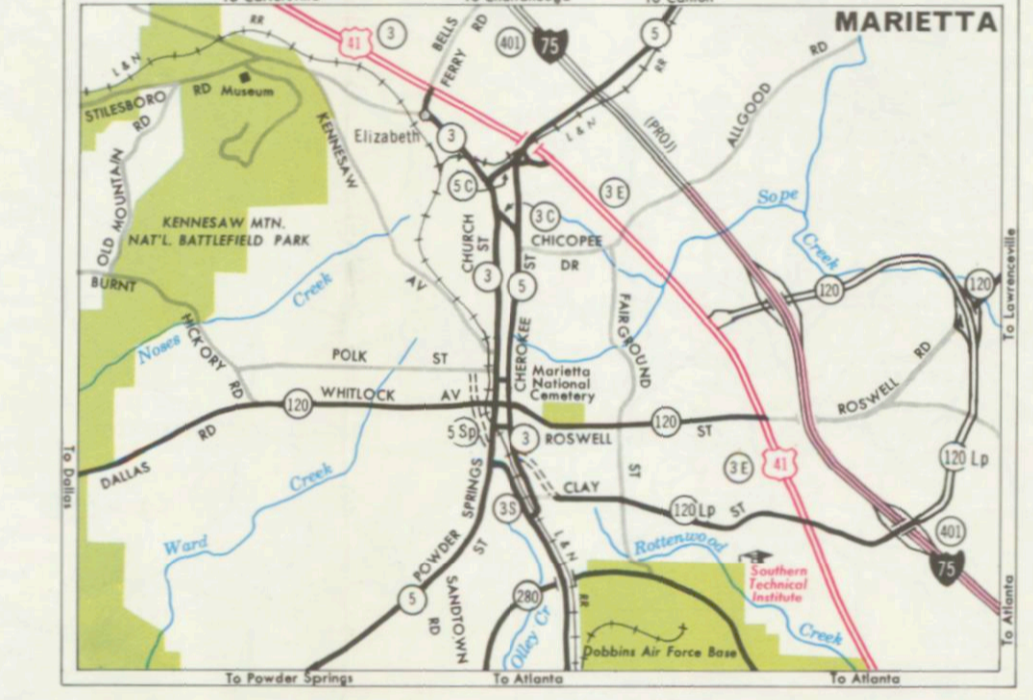 MARIETTA
41
3
BELLS
FERRY
RD
401
75
5
RR
L & N
RR
L & N
STILESBORO
RD
Museum
RD
OLD MOUNTAIN
KENNESAW
AV
Elizabeth
3
(PROJ)
ALLGOOD
RD
L & N
5 C
3 E
3 C
Sope
Creek
KENNESAW MTN.
NAT'L. BATTLEFIELD PARK
CHURCH
ST
CHICOPEE
DR
ST
CHEROKEE
3
5
BURNT
HICKORY
RD
Noses
Creek
FAIRGROUND
ST
120
120
To Lawrenceville
POLK
ST
Marietta
National
Cemetery
120
WHITLOCK
AV
RD
DALLAS
To Dallas
5 Sp
3
ROSWELL
120
ST
ROSWELL
RD
3 E
41
120 Lp
CLAY
120 Lp
ST
3S
Creek
Ward
SPRINGS
POWDER
ST
L & N
RR
Rottenwood
Creek
Southern
Technical
Institute
401
75
5
SANDTOWN
RD
280
Olley Cr
Dobbins Air Force Base
To Atlanta
To Powder Springs
To Atlanta
To Atlanta